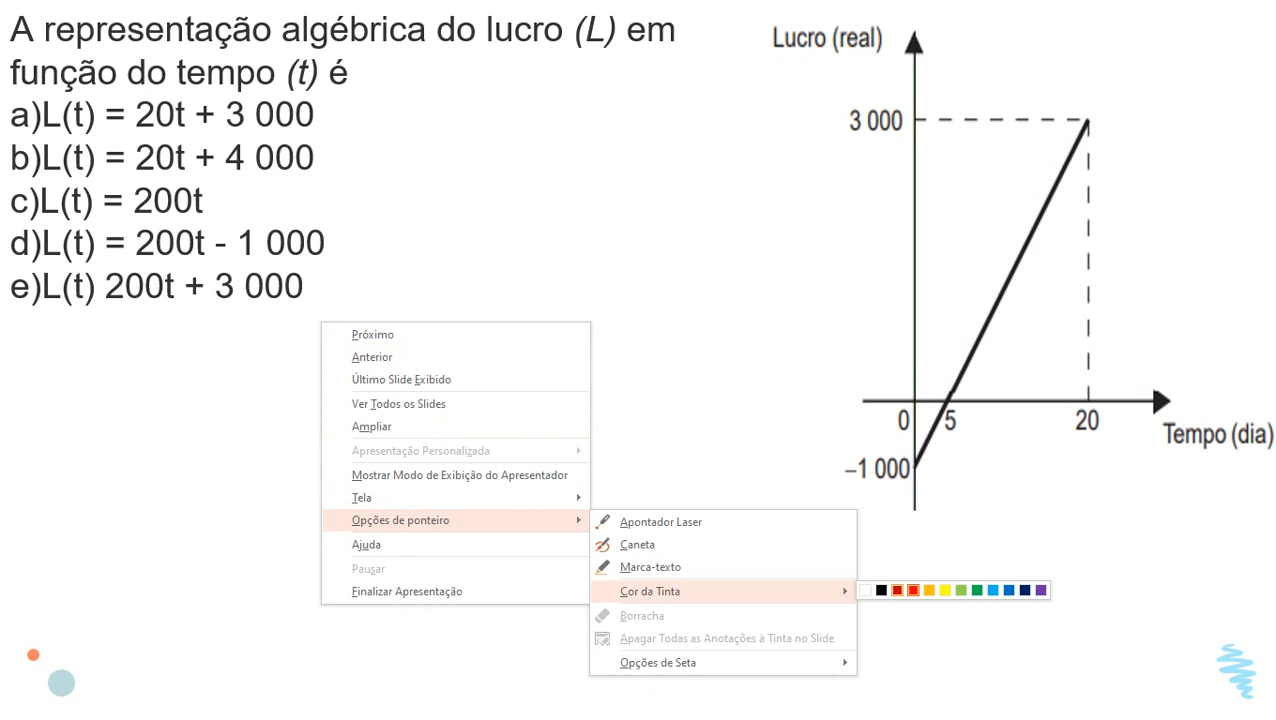 A representação algébrica do lucro (L) em
função do tempo (t) é
a)L(t) = 20t + 3 000
b)L(t) = 20t + 4 000
c)L(t) = 200t
d)L(t) = 200t - 1 000
e)L(t) 200t + 3 000
Lucro (real)
3 000
0
5
20
Tempo (dia)
–1 000
Próximo
Anterior
Último Slide Exibido
Ver Todos os Slides
Ampliar
Apresentação Personalizada
Mostrar Modo de Exibição do Apresentador
Tela
Opções de ponteiro
Ajuda
Pausar
Finalizar Apresentação
Apontador Laser
Caneta
Marca-texto
Cor da Tinta
Borracha
Apagar Todas as Anotações à Tinta no Slide
Opções de Seta